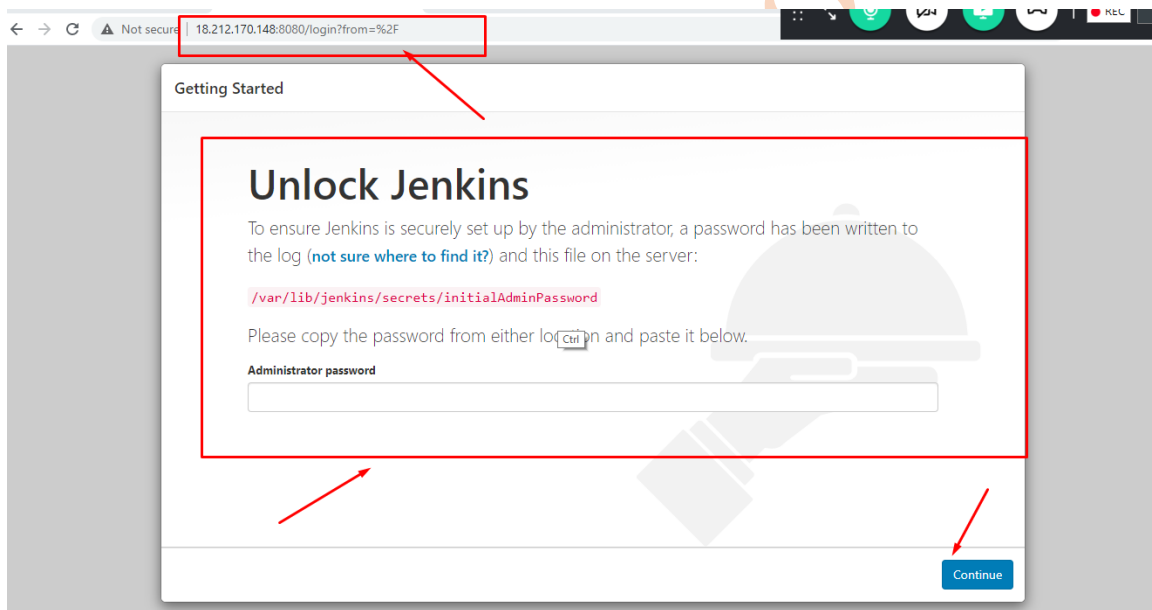 REC
Not secure | 18.212.170.148:8080/login?from=%2F
Getting Started
Unlock Jenkins
To ensure Jenkins is securely set up by the administrator, a password has been written to
the log (not sure where to find it?) and this file on the server:
/var/lib/jenkins/secrets/initialAdminPassword
Please copy the password from either location and paste it below.
Ctrl
Administrator password
Continue